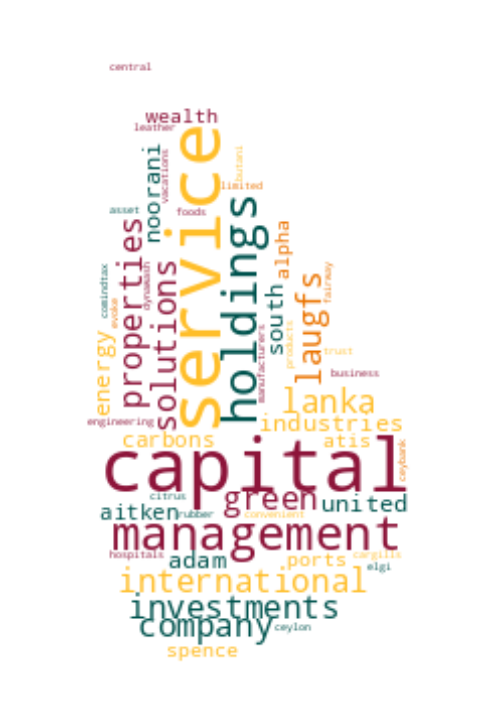 central
wealth
leather
service
butani
noorani
vacations
limited
asset
foods
holdings
properties
alpha
solutions
dynawash
comindtax
evoke
south
laugfs
fairway
manufacturers
products
trust
energy
business
lanka
engineering
industries
carbons
atis
capital
ceybank
green
citrus
united
aitken
rubber
convenient
management
hospitals
adam
ports
cargills
elgi
international
investments
company
ceylon
spence